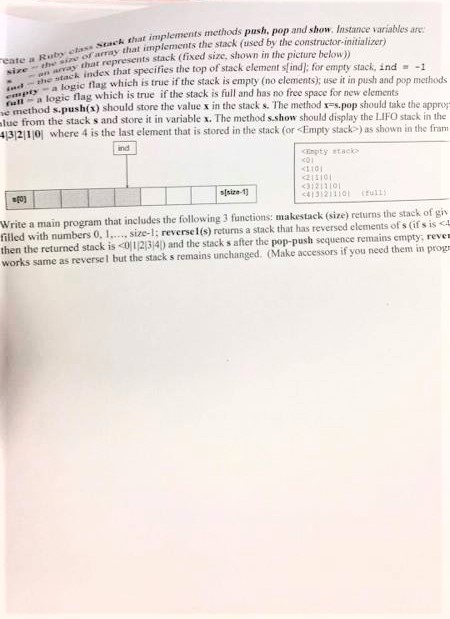 reate a Ruby class Stack that implements methods push, pop and show. Instance variables are:
size – the size of array that implements the stack (used by the constructor-initializer)
s – an array that represents stack (fixed size, shown in the picture below))
ind – the stack index that specifies the top of stack element s[ind]; for empty stack, ind = -1
empty – a logic flag which is true if the stack is empty (no elements); use it in push and pop methods
full – a logic flag which is true if the stack is full and has no free space for new elements
he method s.push(x) should store the value x in the stack s. The method x=s.pop should take the approp
alue from the stack s and store it in variable x. The method s.show should display the LIFO stack in the
4|3|2|1|0| where 4 is the last element that is stored in the stack (or <Empty stack>) as shown in the fram
ind
s[0]
s[size-1]
<Empty stack>
<0|
<1|0|
<2|1|0|
<3|2|1|0|
<4|3|2|1|0| (full)
Write a main program that includes the following 3 functions: makestack (size) returns the stack of giv
filled with numbers 0, 1,..., size-1; reverse1(s) returns a stack that has reversed elements of s (if s is <4
then the returned stack is <0|1|2|3|4|) and the stack s after the pop-push sequence remains empty; rever
works same as reverse1 but the stack s remains unchanged. (Make accessors if you need them in progr